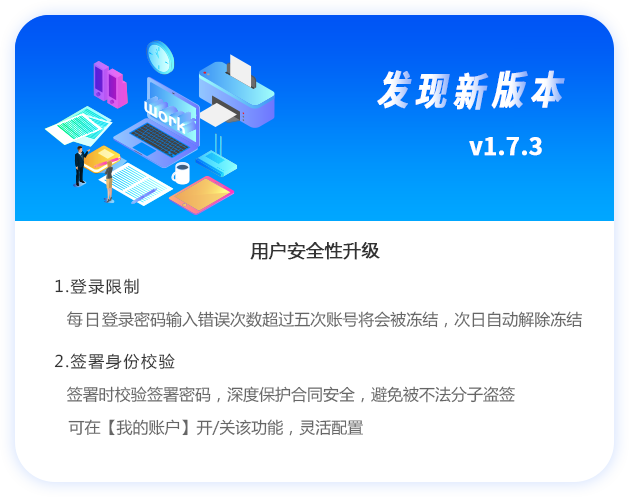 发现新版本
v1.7.3
work
用户安全性升级
1.登录限制
每日登录密码输入错误次数超过五次账号将会被冻结，次日自动解除冻结
2.签署身份校验
签署时校验签署密码，深度保护合同安全，避免被不法分子盗签
可在【我的账户】开/关该功能，灵活配置